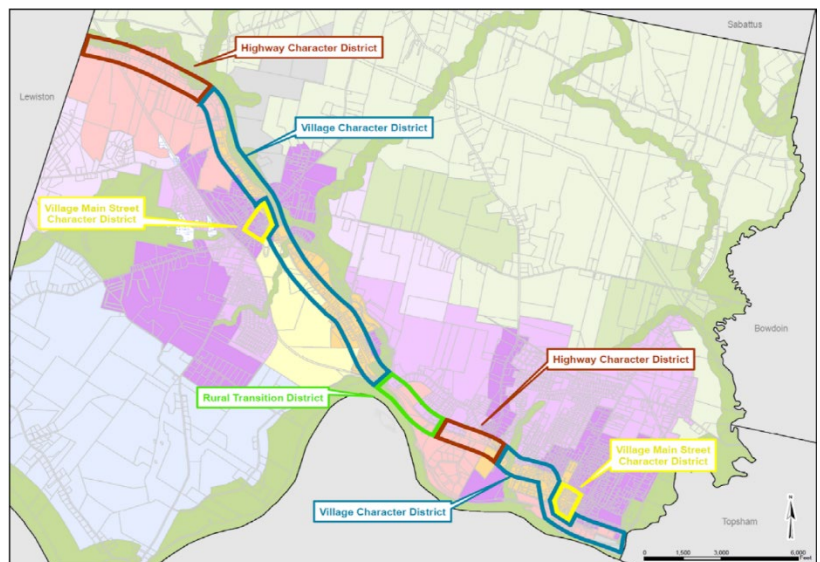 Sabattus
Highway Character District
Lewiston
Village Character District
Village Main Street
Character District
Bowdoin
Highway Character District
Rural Transition District
Village Main Street
Character District
Village Character District
Topsham
N
0 1,500 3,000 6,000
Feet